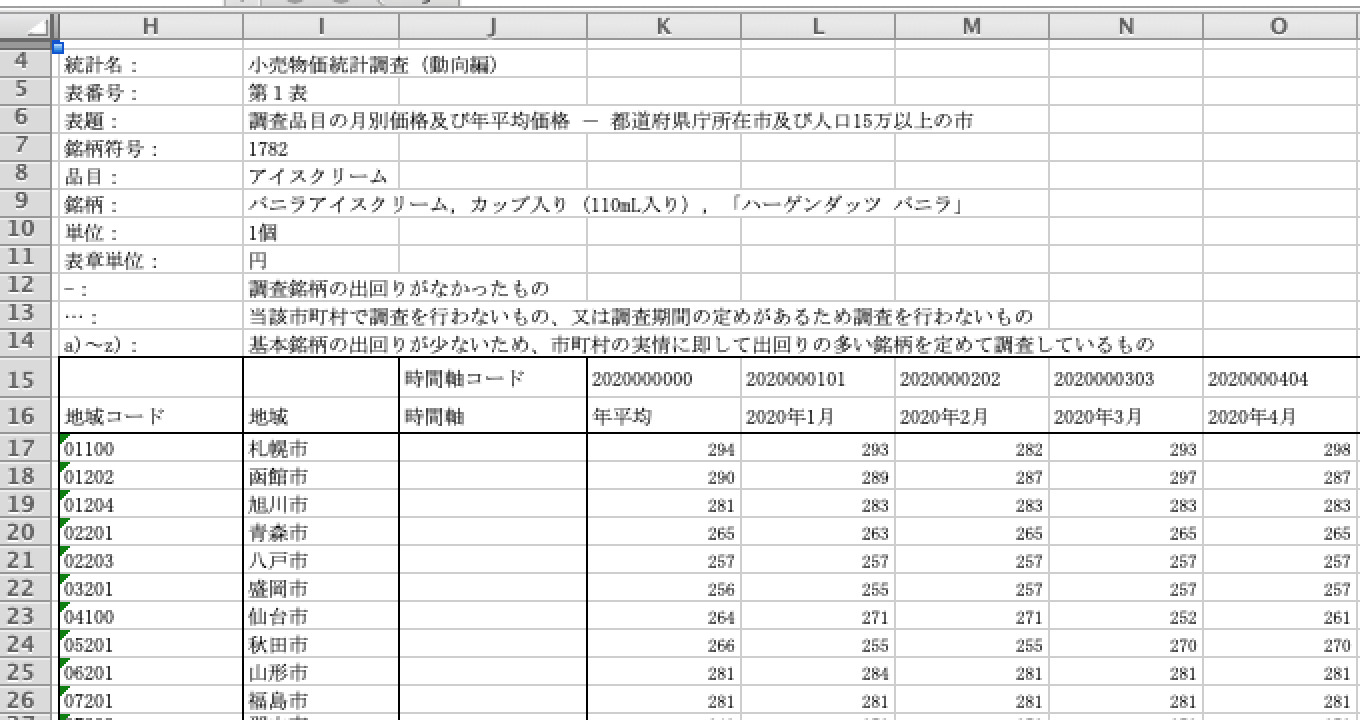 H I J K L M N O
4 統計名： 小売物価統計調査（動向編）
5 表番号： 第１表
6 表題： 調査品目の月別価格及び年平均価格 － 都道府県庁所在市及び人口15万以上の市
7 銘柄符号： 1782
8 品目： アイスクリーム
9 銘柄： バニラアイスクリーム，カップ入り（110mL入り），「ハーゲンダッツ バニラ」
10 単位： 1個
11 表章単位： 円
12 −： 調査銘柄の出回りがなかったもの
13 …： 当該市町村で調査を行わないもの、又は調査期間の定めがあるため調査を行わないもの
14 a)～z)： 基本銘柄の出回りが少ないため、市町村の実情に即して出回りの多い銘柄を定めて調査しているもの
15 時間軸コード 2020000000 2020000101 2020000202 2020000303 2020000404
16 地域コード 地域 時間軸 年平均 2020年1月 2020年2月 2020年3月 2020年4月
17 01100 札幌市 294 293 282 293 298
18 01202 函館市 290 289 287 297 287
19 01204 旭川市 281 283 283 283 283
20 02201 青森市 265 263 265 265 265
21 02203 八戸市 257 257 257 257 257
22 03201 盛岡市 256 255 257 257 257
23 04100 仙台市 264 271 271 252 261
24 05201 秋田市 266 255 255 270 270
25 06201 山形市 281 284 281 281 281
26 07201 福島市 281 281 281 281 281